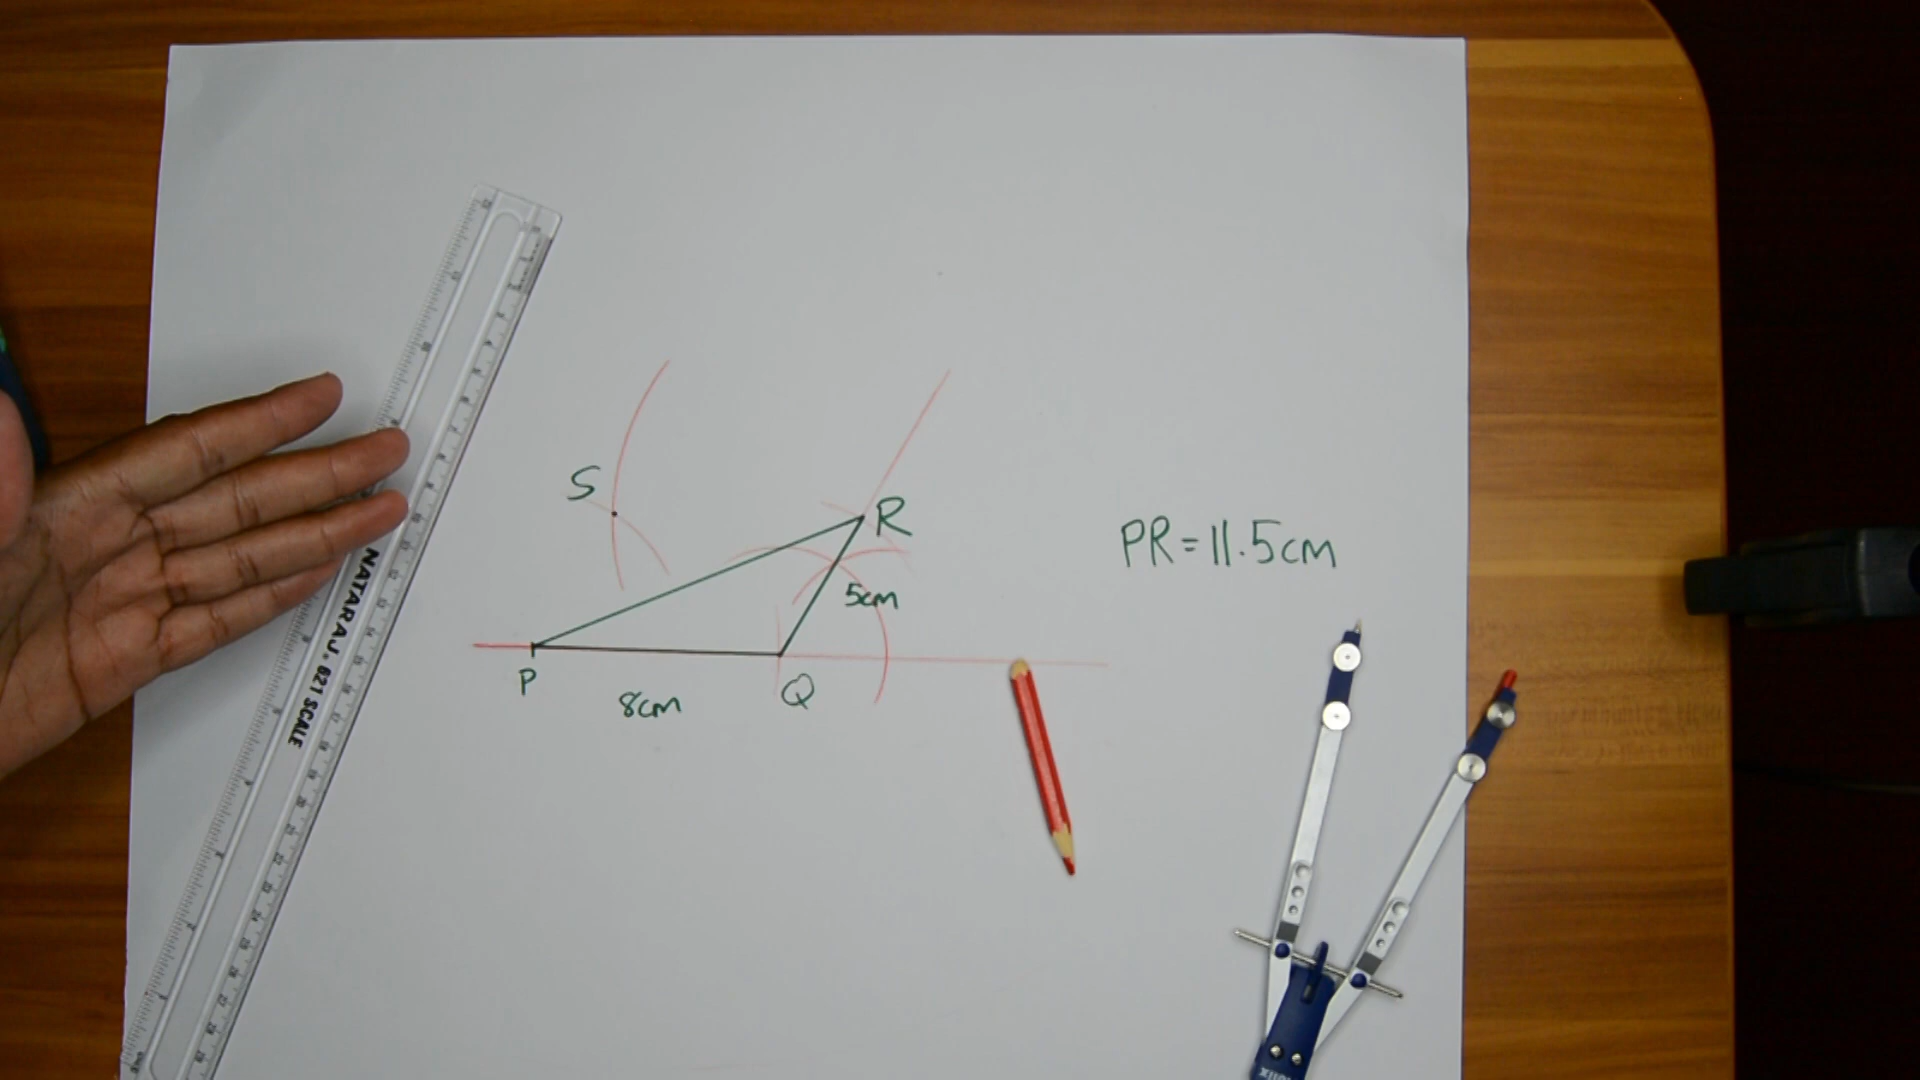 S
R
PR=11.5cm
5cm
P
8cm
Q
NATARAJ. 621 SCALE